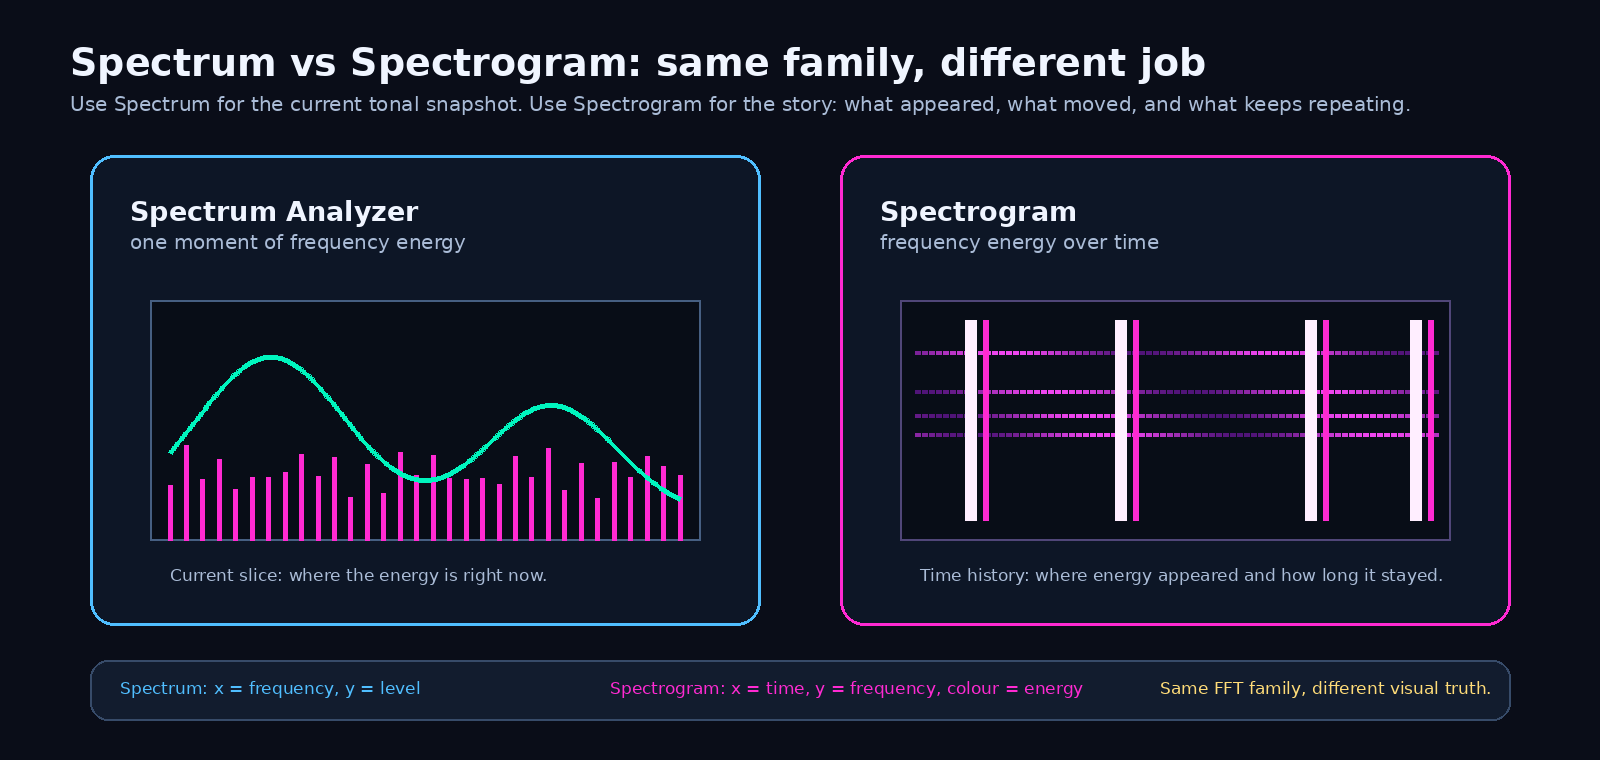 Spectrum vs Spectrogram: same family, different job
Use Spectrum for the current tonal snapshot. Use Spectrogram for the story: what appeared, what moved, and what keeps repeating.
Spectrum Analyzer
one moment of frequency energy
Current slice: where the energy is right now.
Spectrogram
frequency energy over time
Time history: where energy appeared and how long it stayed.
Spectrum: x = frequency, y = level
Spectrogram: x = time, y = frequency, colour = energy
Same FFT family, different visual truth.